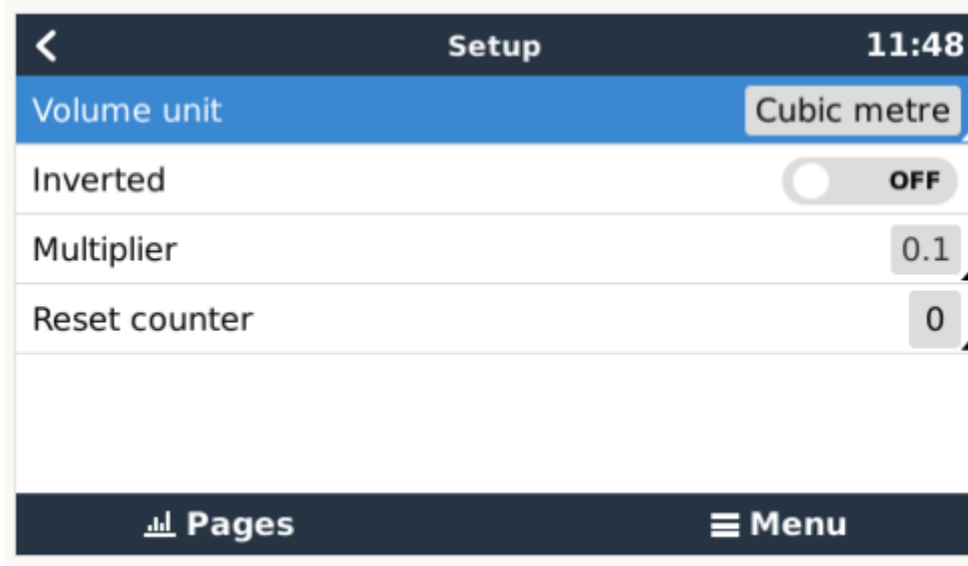 Setup 11:48
Volume unit Cubic metre
Inverted OFF
Multiplier 0.1
Reset counter 0
Pages Menu